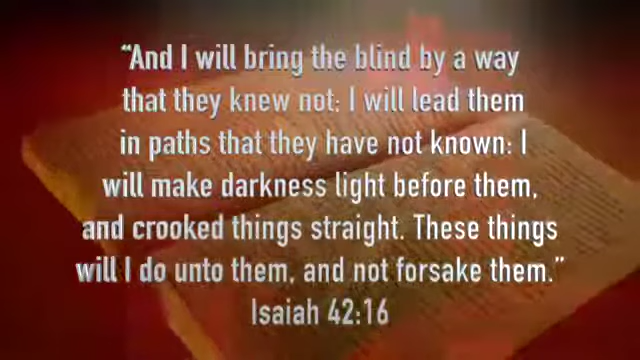 “And I will bring the blind by a way
that they knew not; I will lead them
in paths that they have not known: I
will make darkness light before them,
and crooked things straight. These things
will I do unto them, and not forsake them.”
Isaiah 42:16